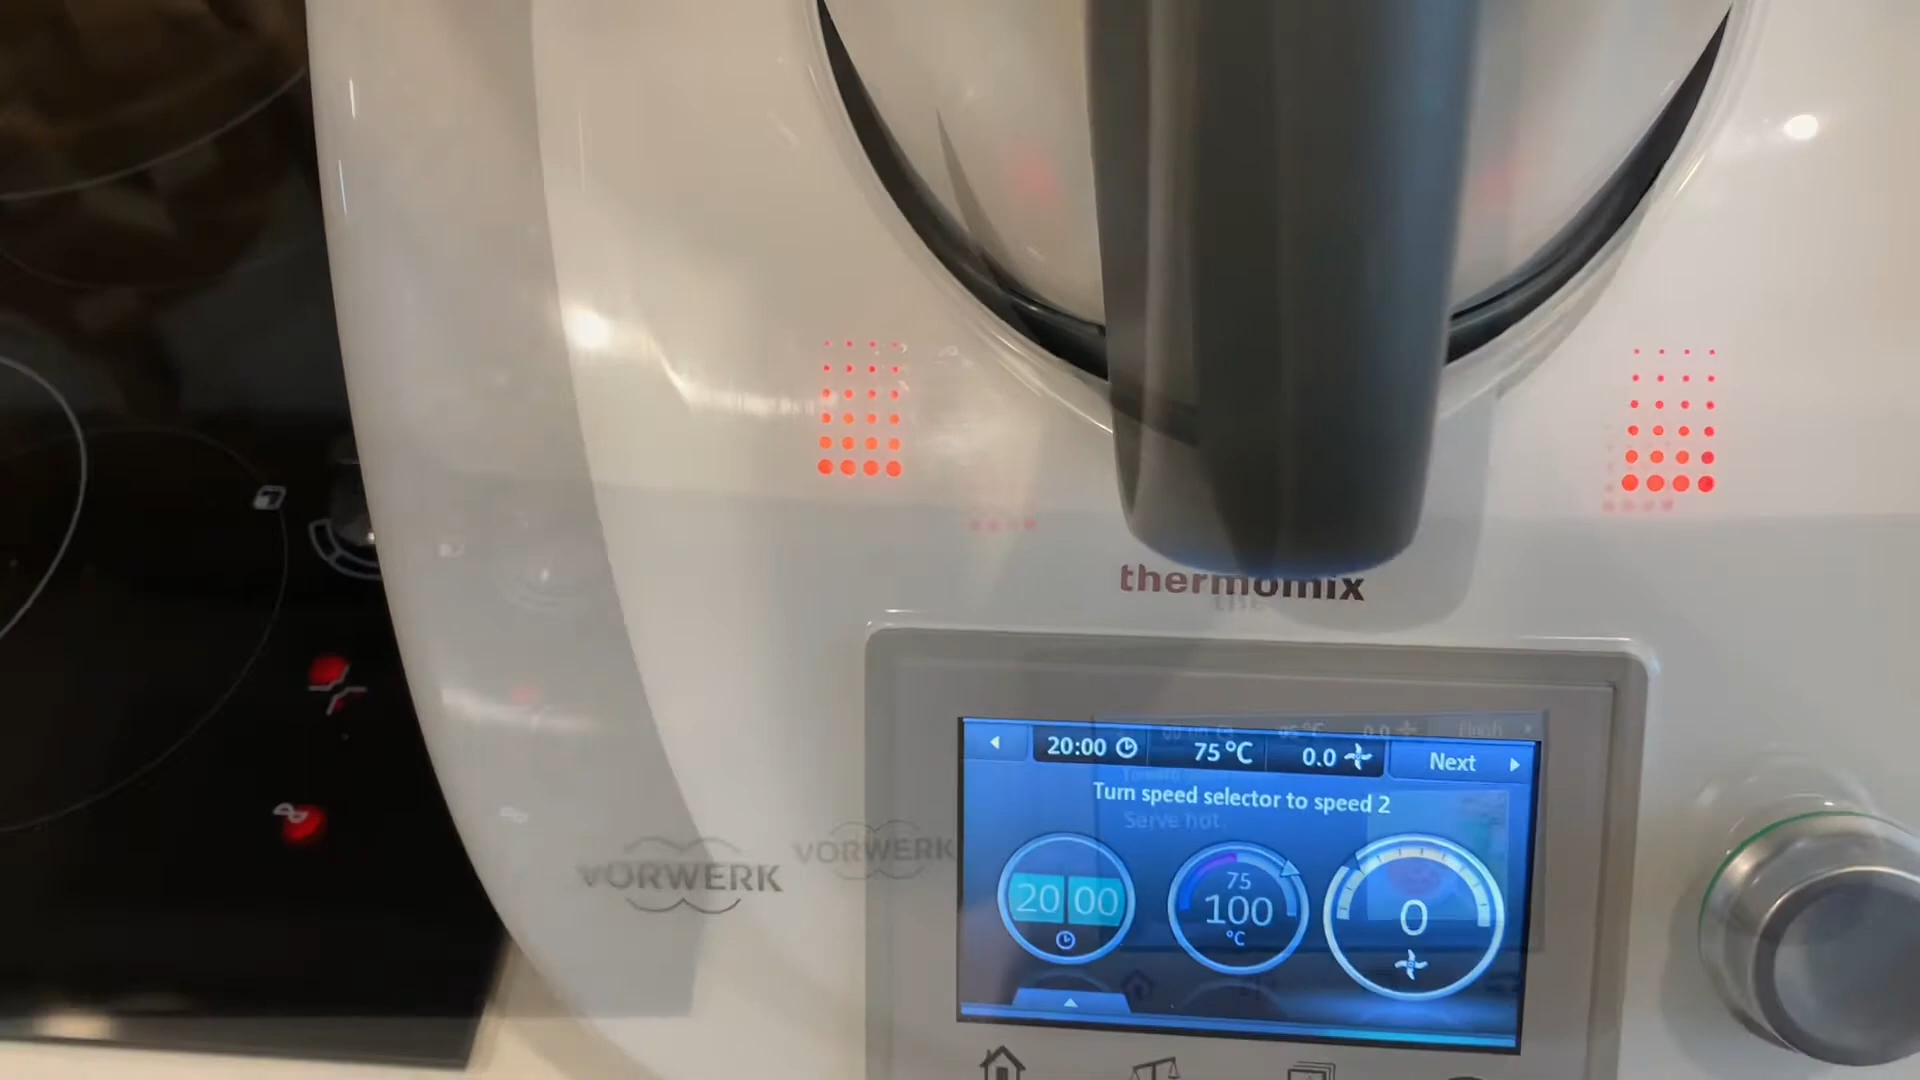 thermomix
20:00 75°C 0.0 Next
Turn speed selector to speed 2
Serve hot.
20 00
75
100
°C
0
VORWERK
VORWERK